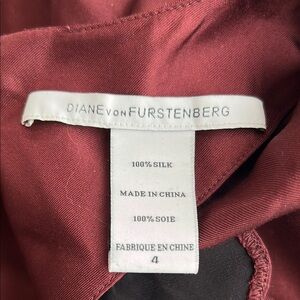 DIANE VON FURSTENBERG
100% SILK
MADE IN CHINA
100% SOIE
FABRIQUE EN CHINE
4